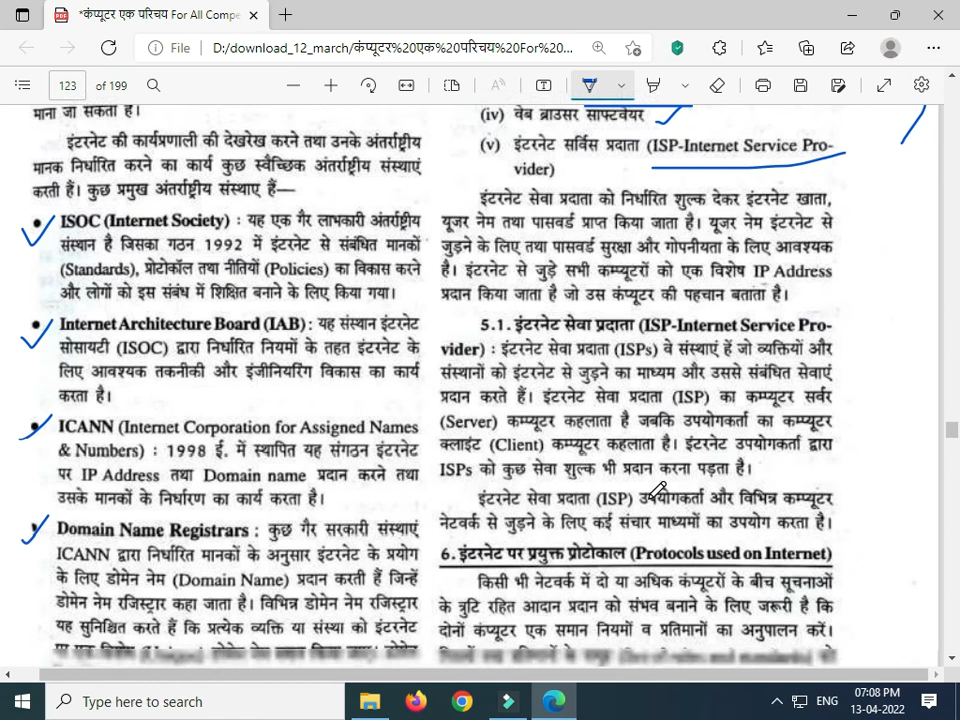 *कंप्यूटर एक परिचय For All Compe
File
D:/download_12_march/कंप्यूटर%20एक%20परिचय%20For%20...
123 of 199
माना जा सकता है।
इंटरनेट की कार्यप्रणाली की देखरेख करने तथा उनके अंतर्राष्ट्रीय
मानक निर्धारित करने का कार्य कुछ स्वैच्छिक अंतर्राष्ट्रीय संस्थाएं
करती हैं। कुछ प्रमुख अंतर्राष्ट्रीय संस्थाए हैं—
• ISOC (Internet Society) : यह एक गैर लाभकारी अंतर्राष्ट्रीय
संस्थान है जिसका गठन 1992 में इंटरनेट से संबंधित मानकों
(Standards), प्रोटोकॉल तथा नीतियों (Policies) का विकास करने
और लोगों को इस संबंध में शिक्षित बनाने के लिए किया गया।
• Internet Architecture Board (IAB) : यह संस्थान इंटरनेट
सोसायटी (ISOC) द्वारा निर्धारित नियमों के तहत इंटरनेट के
लिए आवश्यक तकनीकी और इंजीनियरिंग विकास का कार्य
करता है।
• ICANN (Internet Corporation for Assigned Names
& Numbers) : 1998 ई. में स्थापित यह संगठन इंटरनेट
पर IP Address तथा Domain name प्रदान करने तथा
उसके मानकों के निर्धारण का कार्य करता है।
• Domain Name Registrars : कुछ गैर सरकारी संस्थाएं
ICANN द्वारा निर्धारित मानकों के अनुसार इंटरनेट के प्रयोग
के लिए डोमेन नेम (Domain Name) प्रदान करती हैं जिन्हें
डोमेन नेम रजिस्ट्रार कहा जाता है। विभिन्न डोमेन नेम रजिस्ट्रार
यह सुनिश्चित करते हैं कि प्रत्येक व्यक्ति या संस्था को इंटरनेट
(iv) वेब ब्राउसर साफ्टवेयर
(v) इंटरनेट सर्विस प्रदाता (ISP-Internet Service Pro-
vider)
इंटरनेट सेवा प्रदाता को निर्धारित शुल्क देकर इंटरनेट खाता,
यूजर नेम तथा पासवर्ड प्राप्त किया जाता है। यूजर नेम इंटरनेट से
जुड़ने के लिए तथा पासवर्ड सुरक्षा और गोपनीयता के लिए आवश्यक
है। इंटरनेट से जुड़े सभी कम्प्यूटरों को एक विशेष IP Address
प्रदान किया जाता है जो उस कंप्यूटर की पहचान बताता है।
5.1. इंटरनेट सेवा प्रदाता (ISP-Internet Service Pro-
vider) : इंटरनेट सेवा प्रदाता (ISPs) वे संस्थाएं हैं जो व्यक्तियों और
संस्थानों को इंटरनेट से जुड़ने का माध्यम और उससे संबंधित सेवाएं
प्रदान करते हैं। इंटरनेट सेवा प्रदाता (ISP) का कम्प्यूटर सर्वर
(Server) कम्प्यूटर कहलाता है जबकि उपयोगकर्ता का कम्प्यूटर
क्लाइंट (Client) कम्प्यूटर कहलाता है। इंटरनेट उपयोगकर्ता द्वारा
ISPs को कुछ सेवा शुल्क भी प्रदान करना पड़ता है।
इंटरनेट सेवा प्रदाता (ISP) उपयोगकर्ता और विभिन्न कम्प्यूटर
नेटवर्क से जुड़ने के लिए कई संचार माध्यमों का उपयोग करता है।
6. इंटरनेट पर प्रयुक्त प्रोटोकाल (Protocols used on Internet)
किसी भी नेटवर्क में दो या अधिक कंप्यूटरों के बीच सूचनाओं
के त्रुटि रहित आदान प्रदान को संभव बनाने के लिए जरूरी है कि
दोनों कंप्यूटर एक समान नियमों व प्रतिमानों का अनुपालन करें।
Type here to search
ENG
07:08 PM
13-04-2022